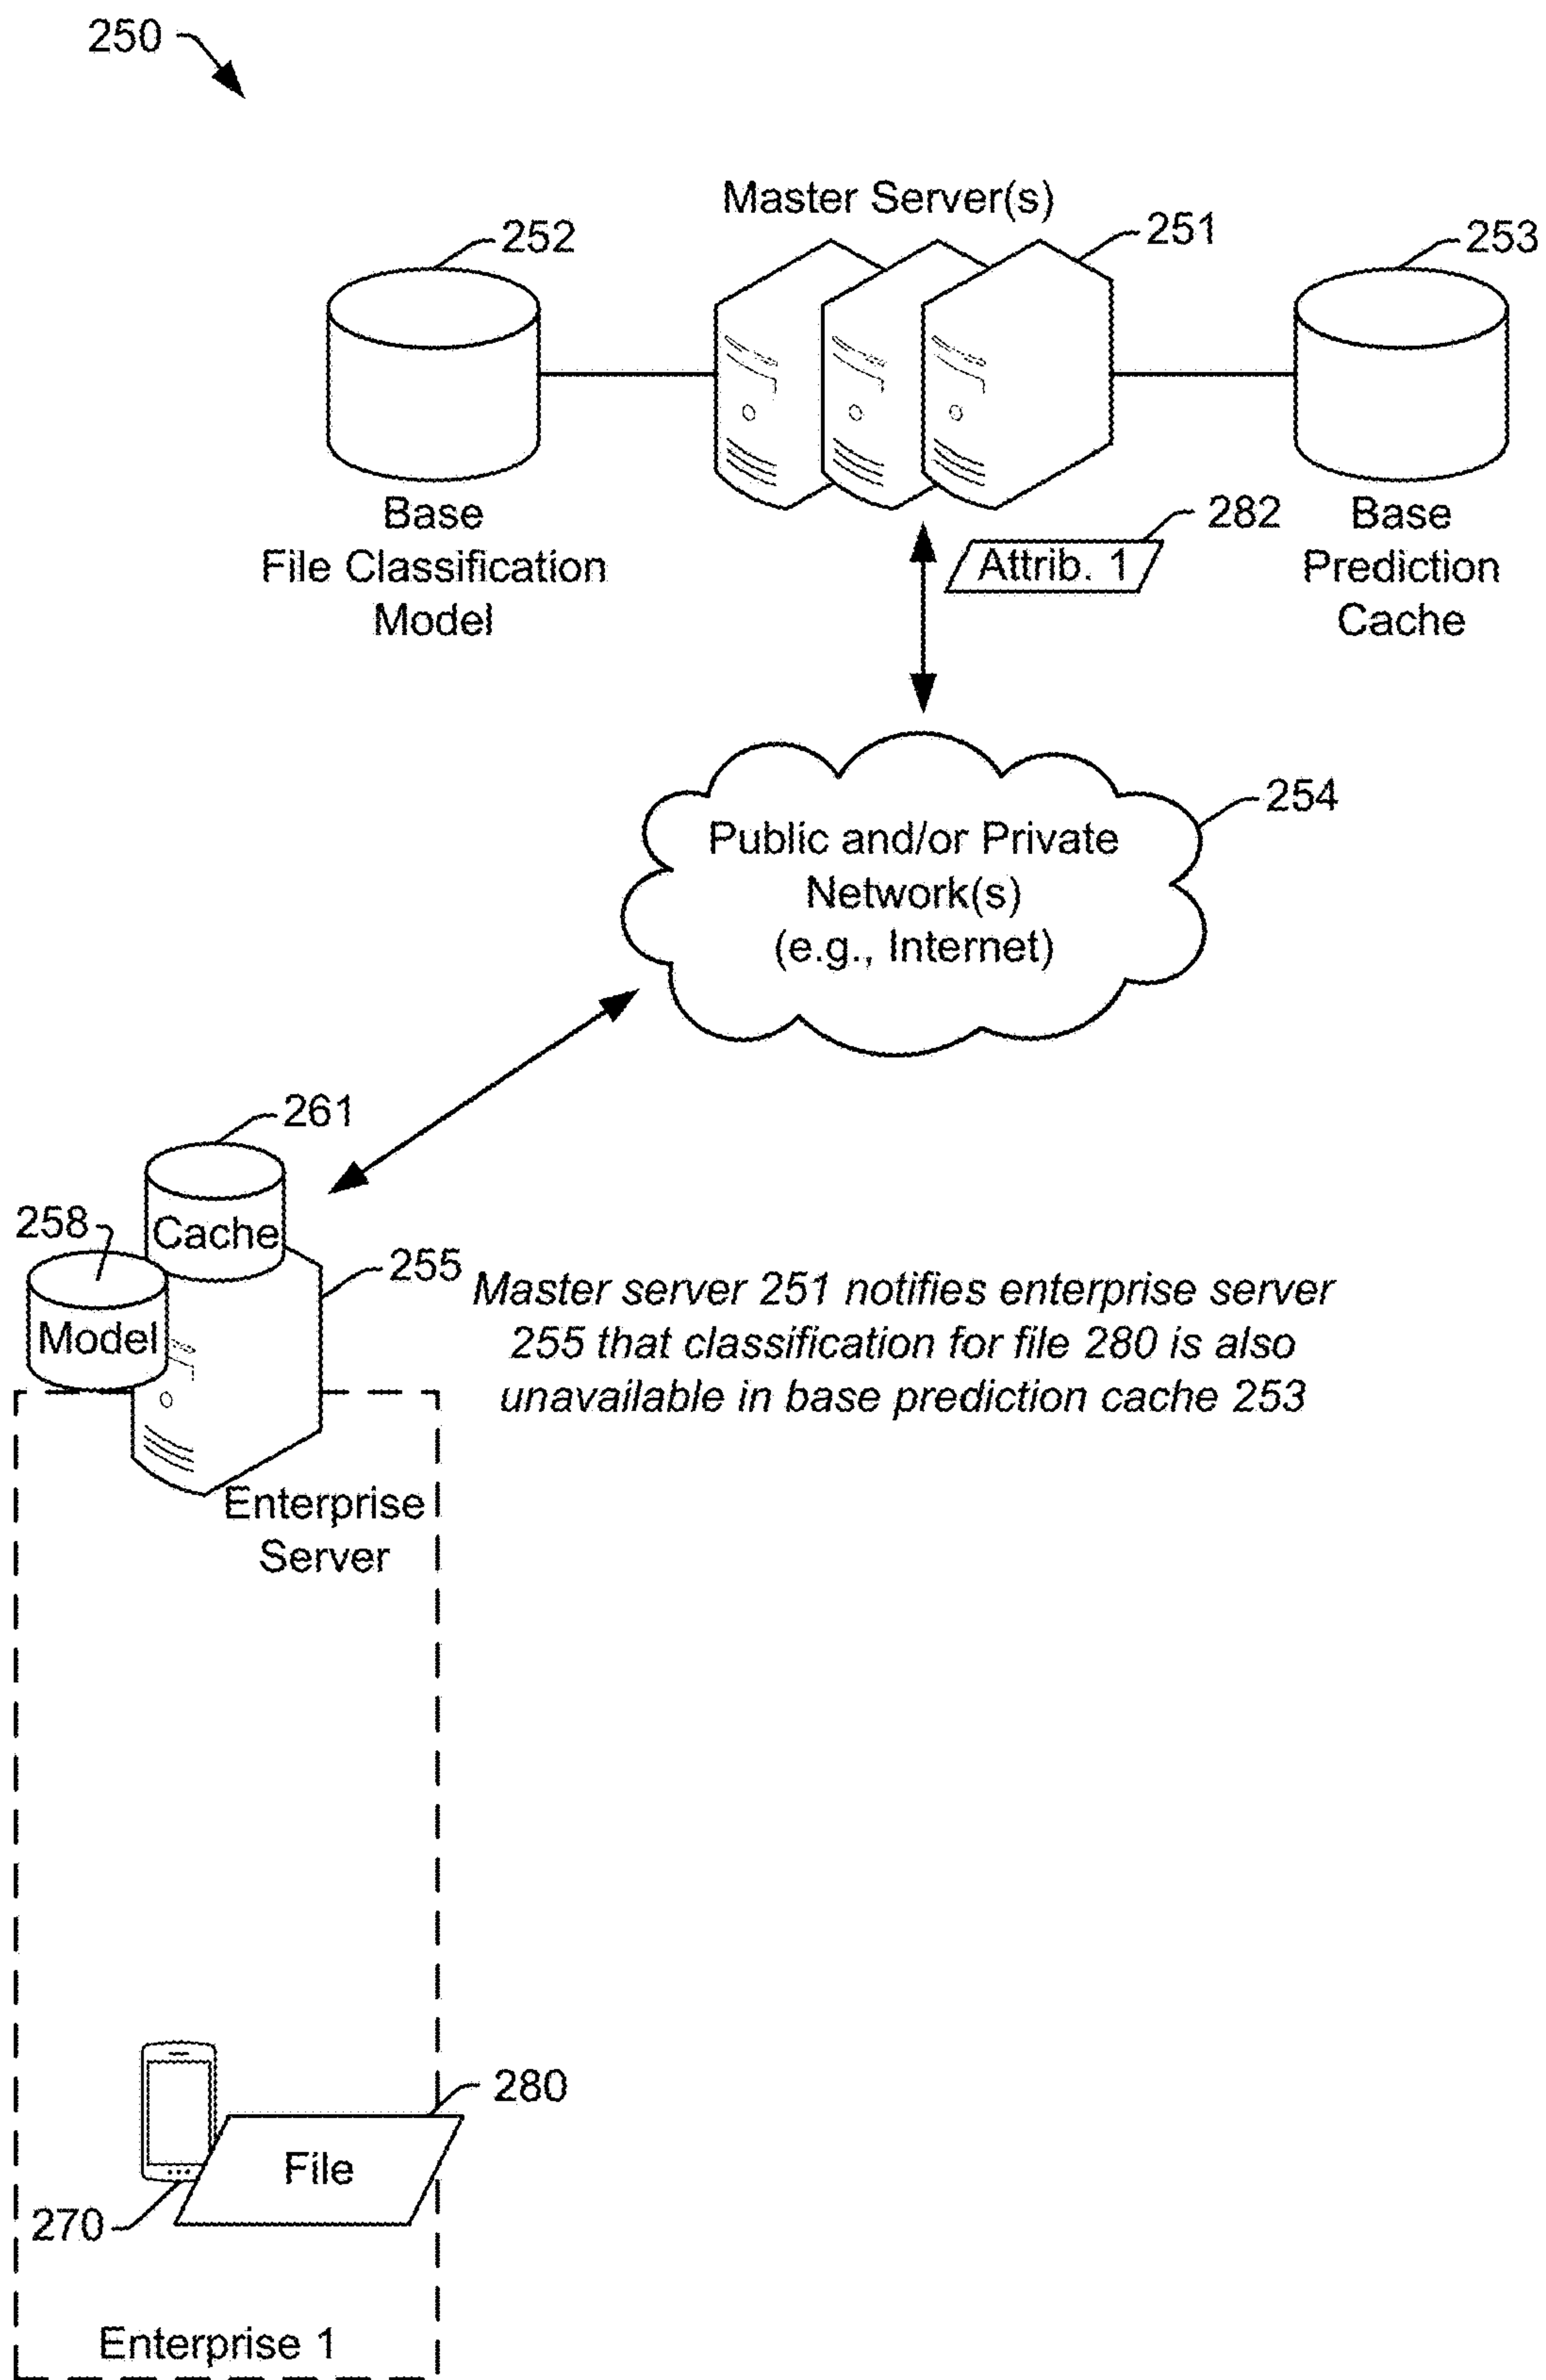 250
Master Server(s)
252
251
253
Base
File Classification
Model
282
Attrib. 1
Base
Prediction
Cache
254
Public and/or Private
Network(s)
(e.g., Internet)
261
Cache
258
Model
255
Master server 251 notifies enterprise server
255 that classification for file 280 is also
unavailable in base prediction cache 253
Enterprise
Server
280
File
270
Enterprise 1